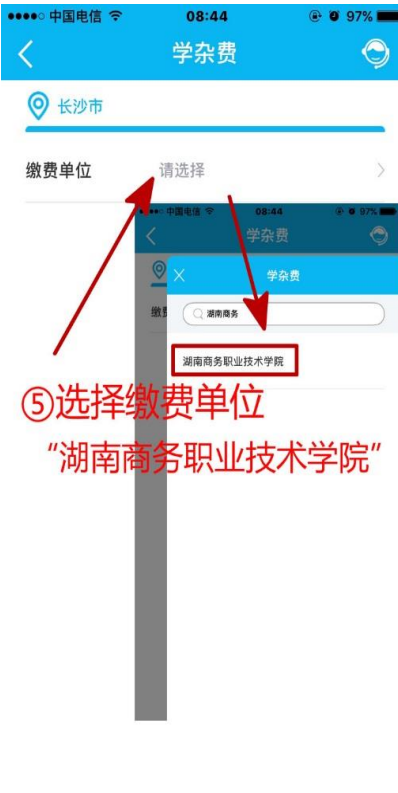 中国电信 08:44 97%
学杂费
长沙市
缴费单位 请选择
中国电信 08:44 97%
学杂费
缴费
学杂费
湖南商务
湖南商务职业技术学院
⑤选择缴费单位
“湖南商务职业技术学院”